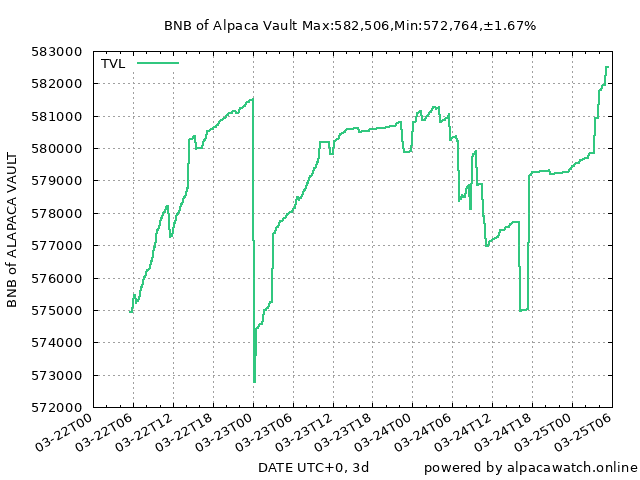 BNB of Alpaca Vault Max:582,506,Min:572,764,±1.67%
583000
582000
581000
580000
579000
578000
577000
576000
575000
574000
573000
572000
TVL
BNB of ALAPACA VAULT
03-22T00
03-22T06
03-22T12
03-22T18
03-23T00
03-23T06
03-23T12
03-23T18
03-24T00
03-24T06
03-24T12
03-24T18
03-25T00
03-25T06
DATE UTC+0, 3d
powered by alpacawatch.online